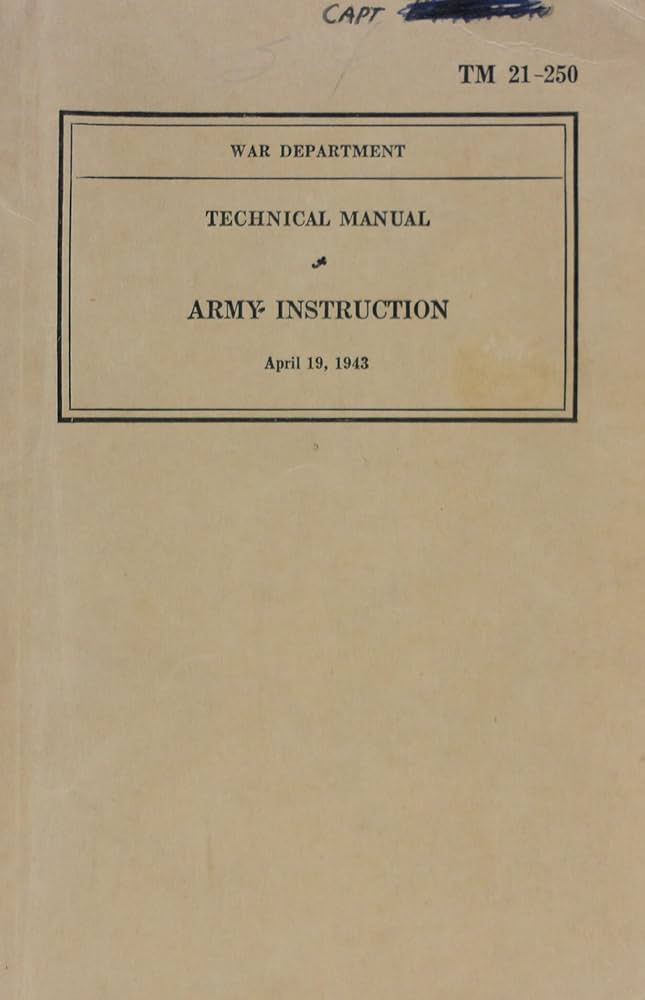 CAPT
TM 21-250
WAR DEPARTMENT
TECHNICAL MANUAL
ARMY INSTRUCTION
April 19, 1943